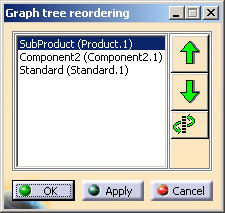 Graph tree reordering
SubProduct (Product.1)
Component2 (Component2.1)
Standard (Standard.1)
OK Apply Cancel